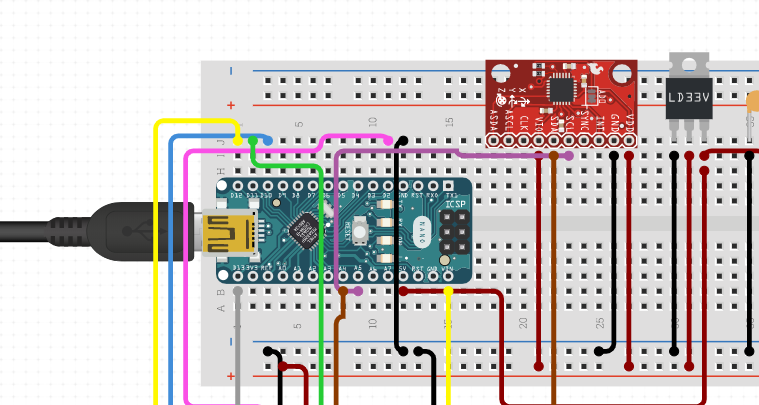 -
+
5
10
15
J
H
ASDA
ASCL
CLK
VIO
SDA
SCL
SYNC
INT
GND
VDD
Z Y X
LD33V
D12 D11 D10 D9 D8 D7 D6 D5 D4 D3 D2 GND RST RX0 TX1
ICSP
RESET
NANO
D13 3V3 REF A0 A1 A2 A3 A4 A5 A6 A7 5V RST GND VIN
B
A
5
10
15
20
25
30
-
+